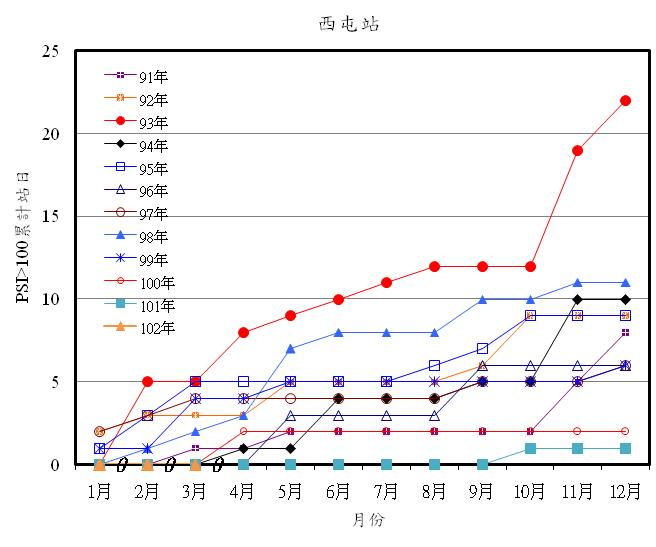 西屯站
PSI>100累計站日
25
20
15
10
5
0
91年
92年
93年
94年
95年
96年
97年
98年
99年
100年
101年
102年
1月 2月 3月 4月 5月 6月 7月 8月 9月 10月 11月 12月
月份